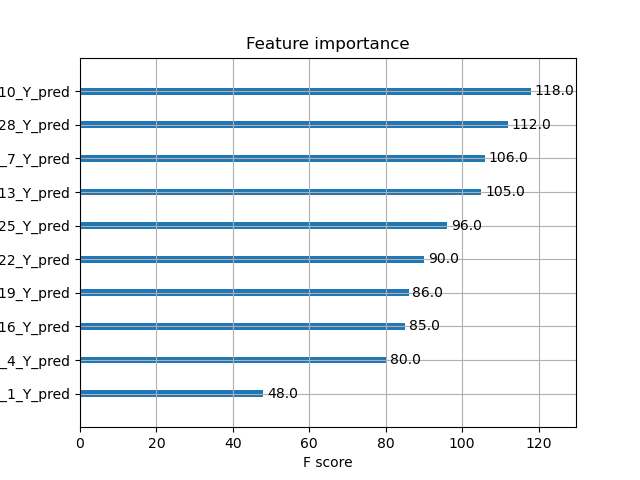 Feature importance
10_Y_pred 118.0
28_Y_pred 112.0
_7_Y_pred 106.0
13_Y_pred 105.0
25_Y_pred 96.0
22_Y_pred 90.0
19_Y_pred 86.0
16_Y_pred 85.0
_4_Y_pred 80.0
_1_Y_pred 48.0
0 20 40 60 80 100 120
F score